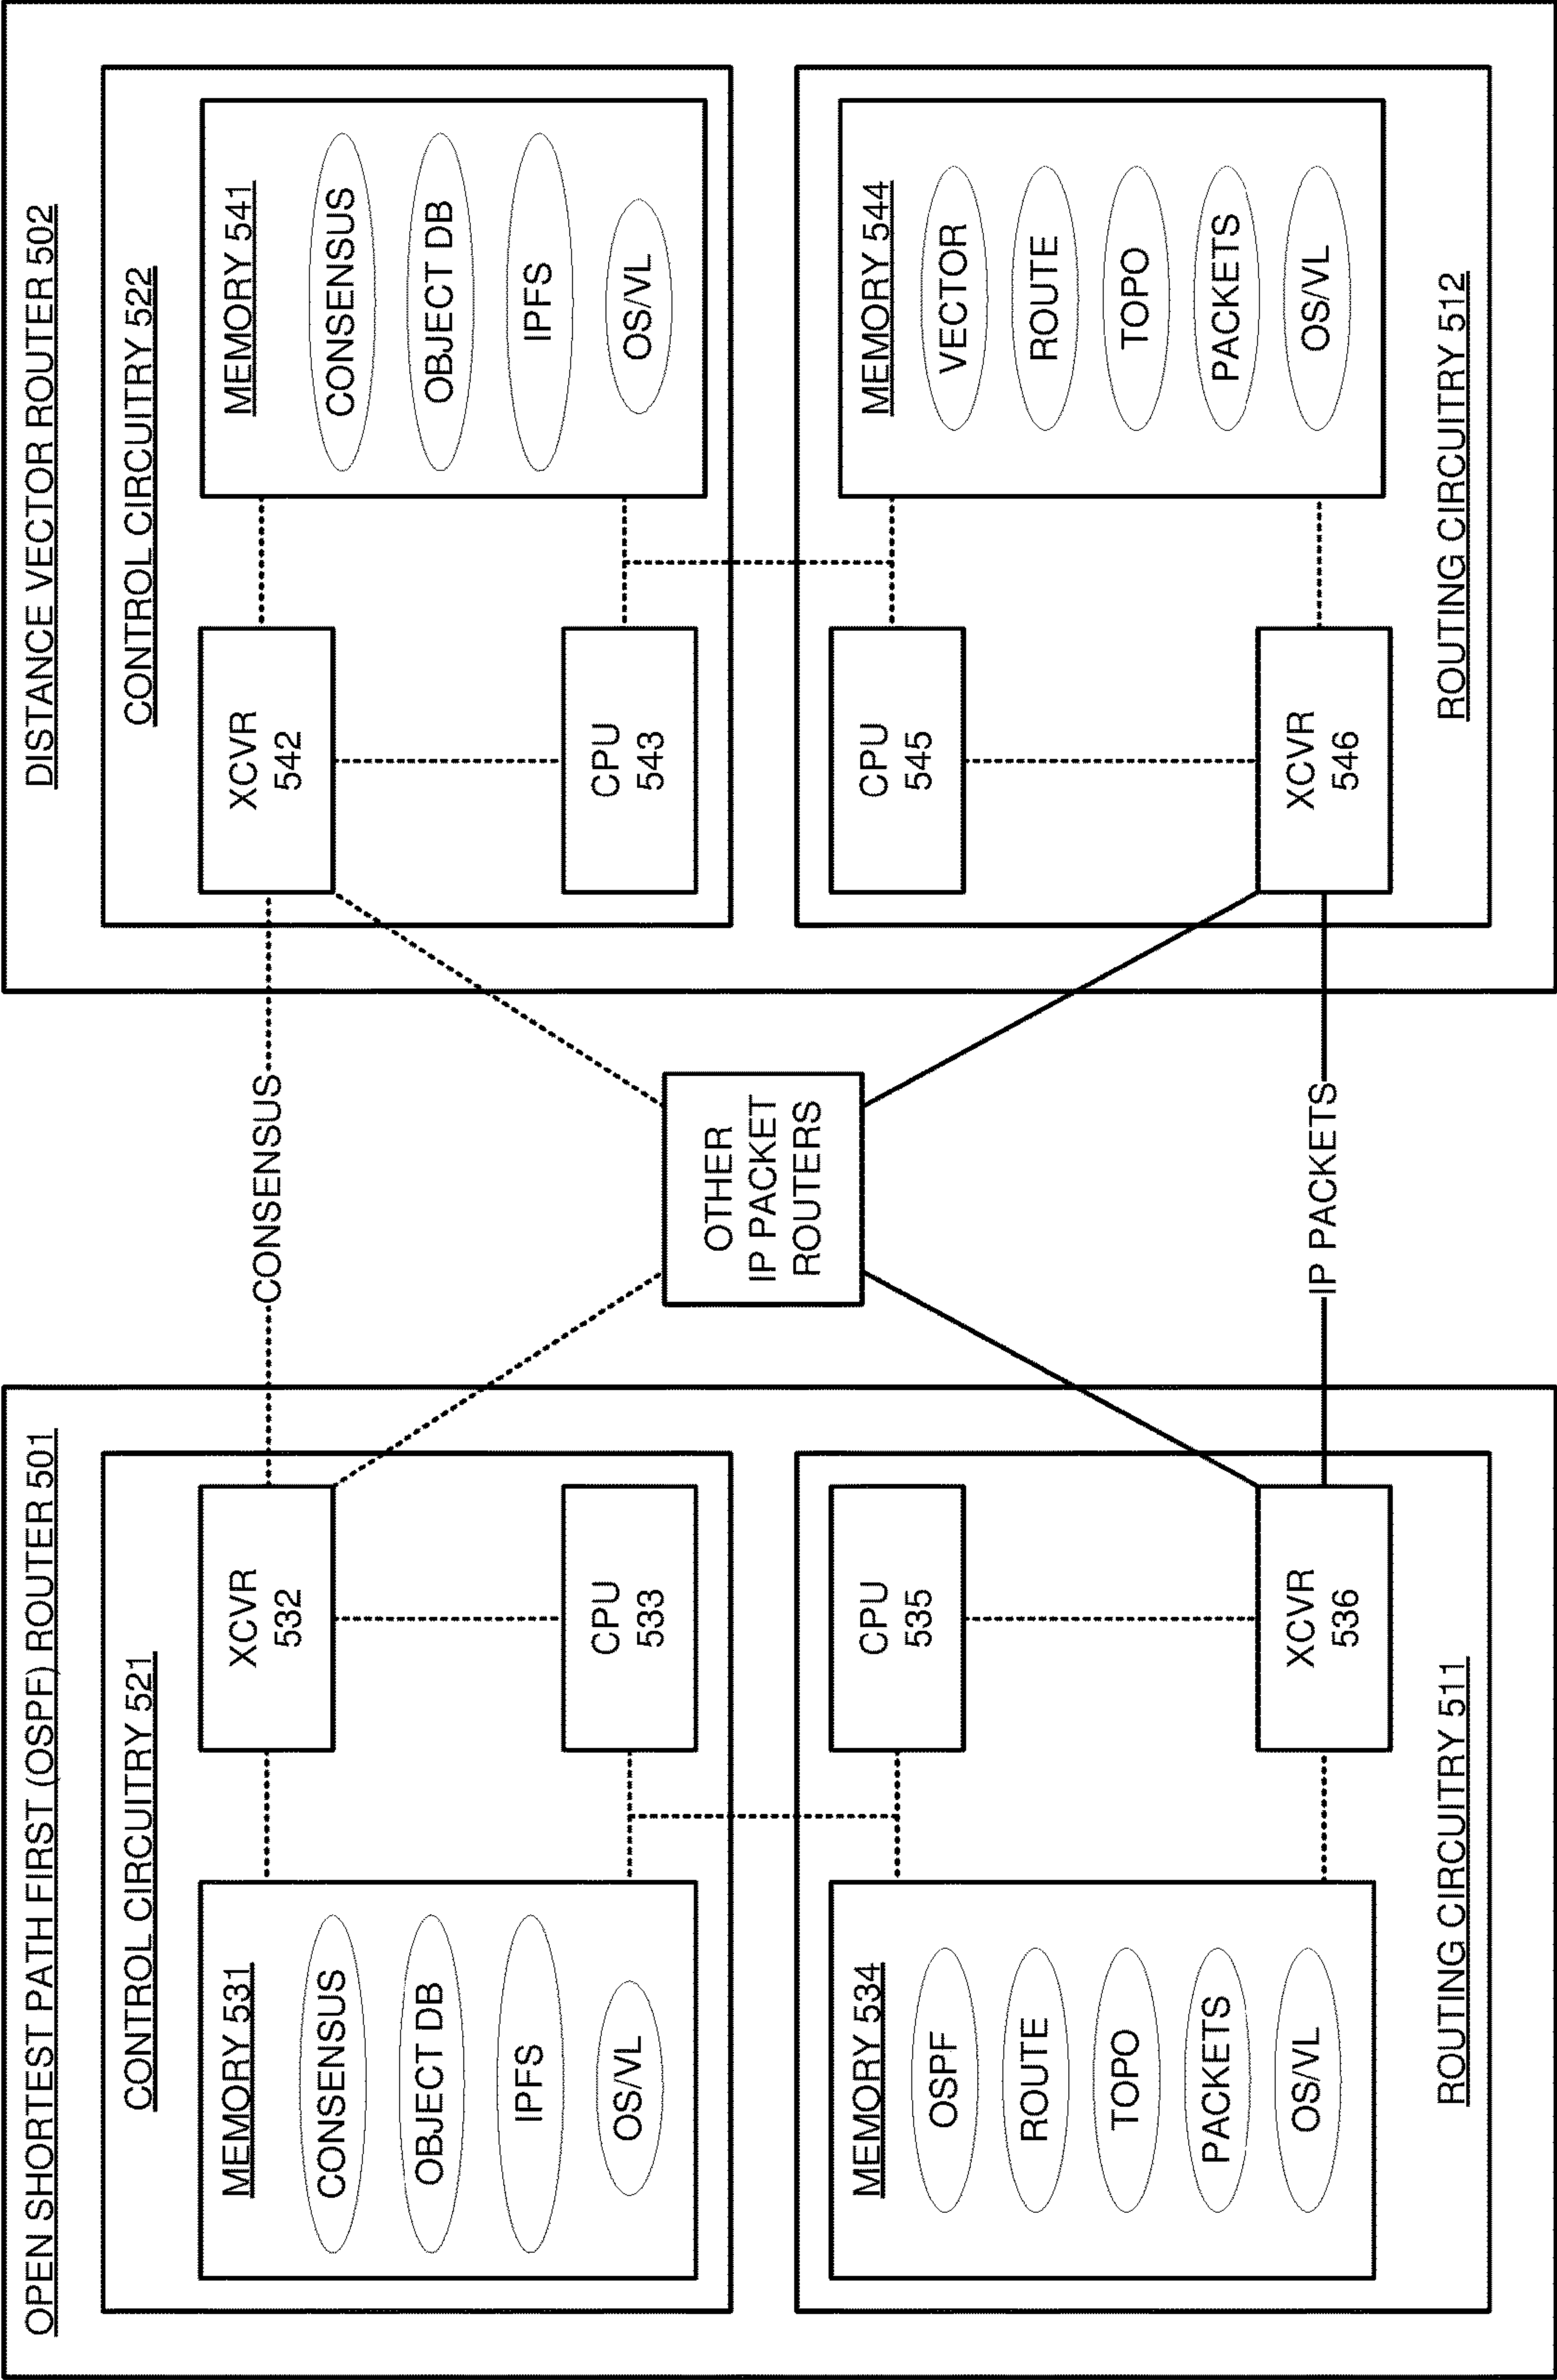 OPEN SHORTEST PATH FIRST (OSPF) ROUTER 501
CONTROL CIRCUITRY 521
MEMORY 531
CONSENSUS
OBJECT DB
IPFS
OS/VL
XCVR
532
CPU
533
MEMORY 534
OSPF
ROUTE
TOPO
PACKETS
OS/VL
CPU
535
XCVR
536
ROUTING CIRCUITRY 511
CONSENSUS
OTHER
IP PACKET
ROUTERS
IP PACKETS
DISTANCE VECTOR ROUTER 502
CONTROL CIRCUITRY 522
XCVR
542
CPU
543
MEMORY 541
CONSENSUS
OBJECT DB
IPFS
OS/VL
CPU
545
XCVR
546
MEMORY 544
VECTOR
ROUTE
TOPO
PACKETS
OS/VL
ROUTING CIRCUITRY 512